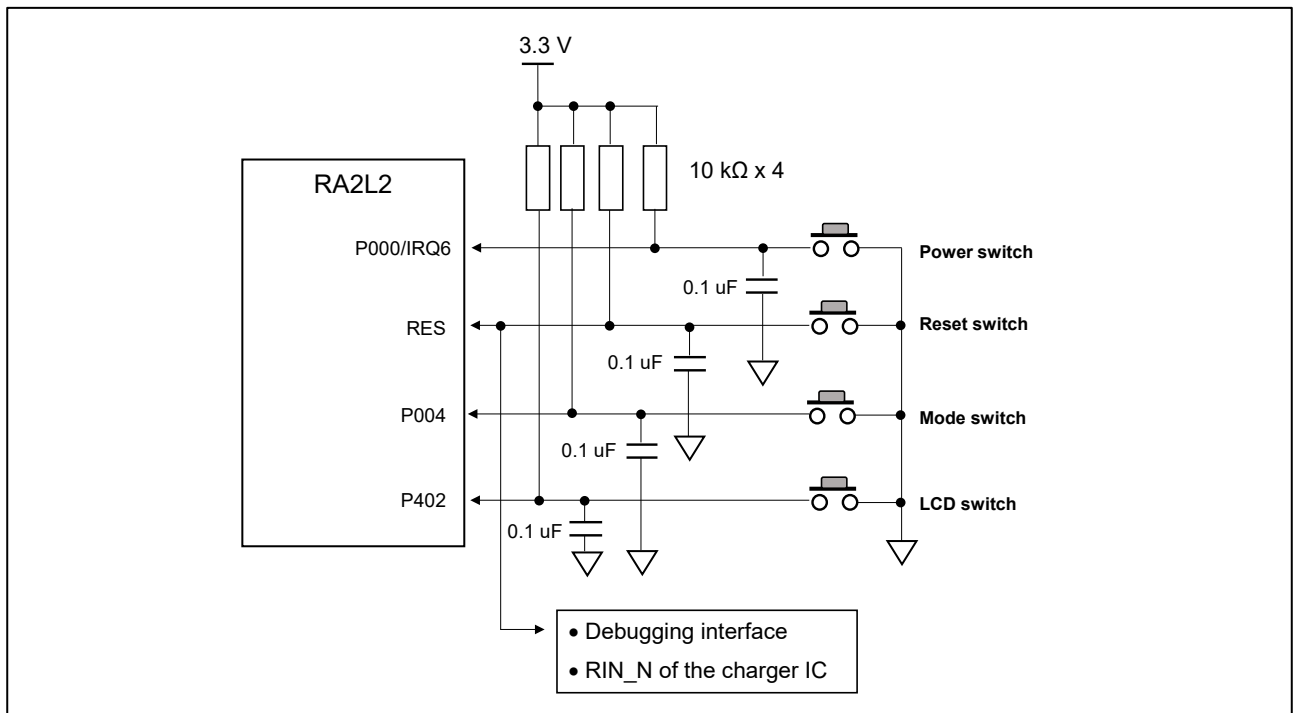 3.3 V
10 kΩ x 4
RA2L2
P000/IRQ6
Power switch
0.1 uF
RES
Reset switch
0.1 uF
P004
Mode switch
0.1 uF
P402
LCD switch
0.1 uF
• Debugging interface
• RIN_N of the charger IC